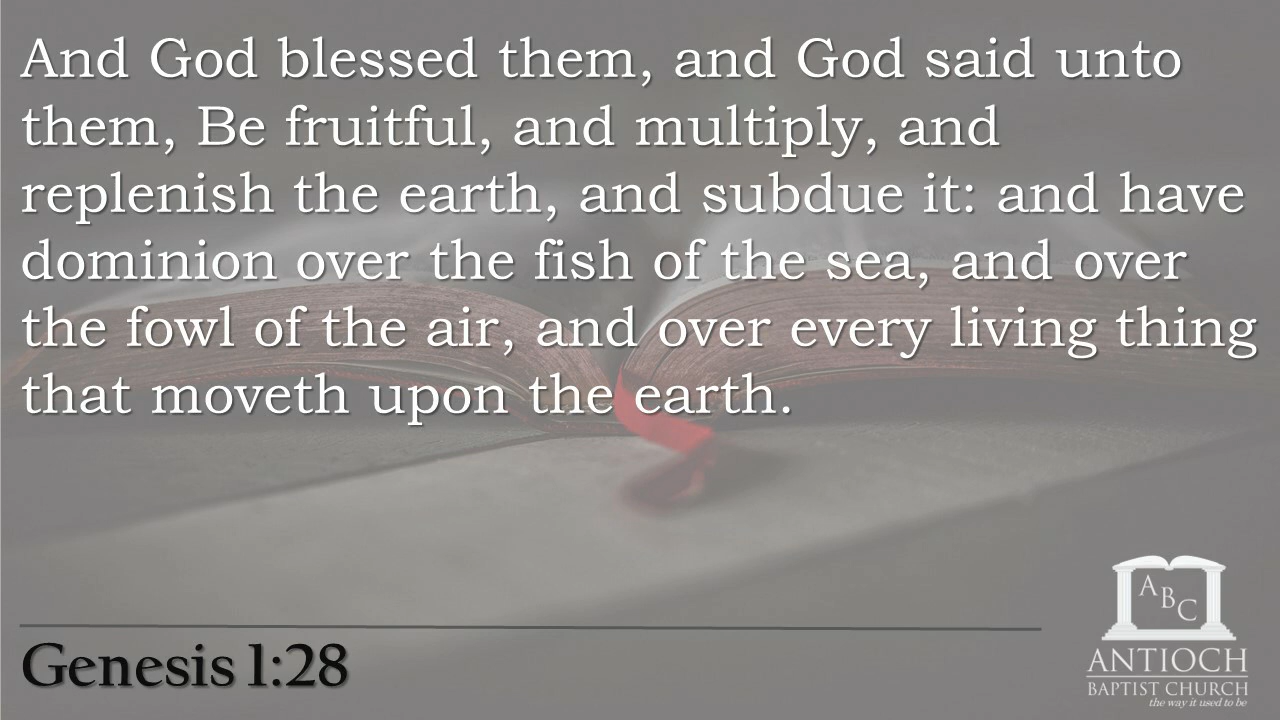 And God blessed them, and God said unto
them, Be fruitful, and multiply, and
replenish the earth, and subdue it: and have
dominion over the fish of the sea, and over
the fowl of the air, and over every living thing
that moveth upon the earth.
Genesis 1:28
ABC
ANTIOCH
BAPTIST CHURCH
the way it used to be